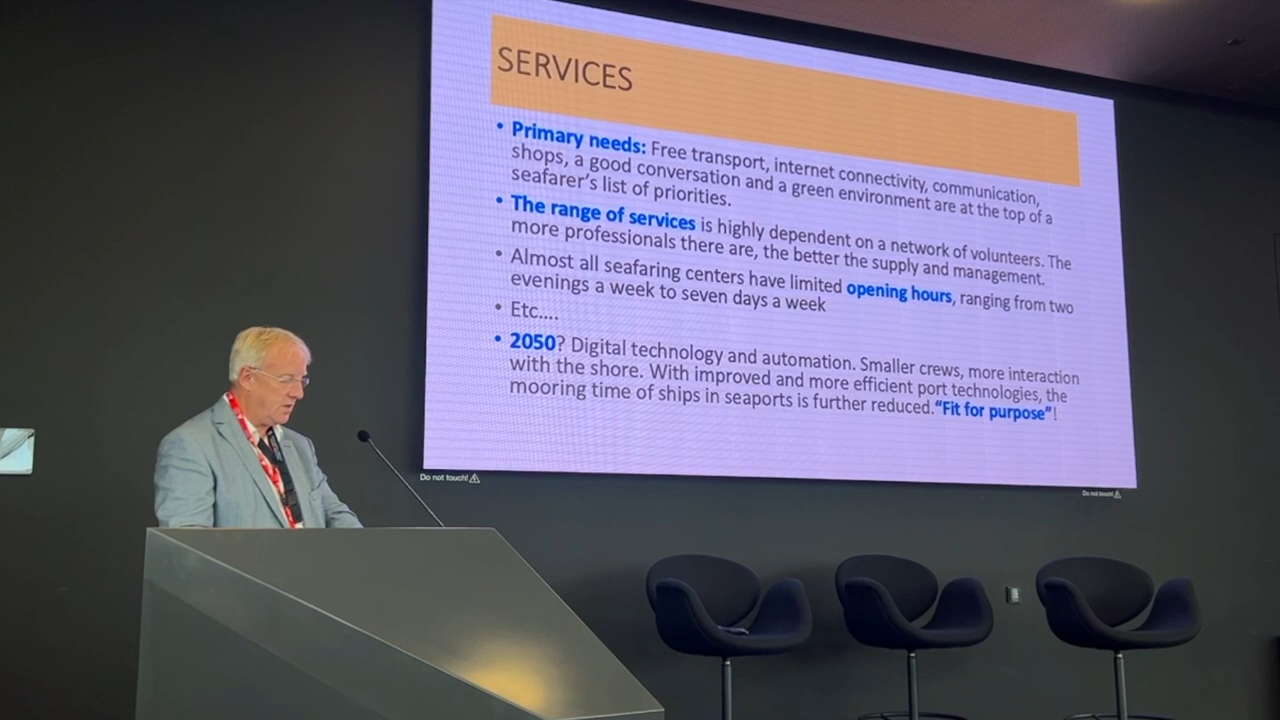 SERVICES
• Primary needs: Free transport, internet connectivity, communication,
shops, a good conversation and a green environment are at the top of a
seafarer's list of priorities.
• The range of services is highly dependent on a network of volunteers. The
more professionals there are, the better the supply and management.
• Almost all seafaring centers have limited opening hours, ranging from two
evenings a week to seven days a week
• Etc....
• 2050? Digital technology and automation. Smaller crews, more interaction
with the shore. With improved and more efficient port technologies, the
mooring time of ships in seaports is further reduced."Fit for purpose"!
Do not touch!
Do not touch!